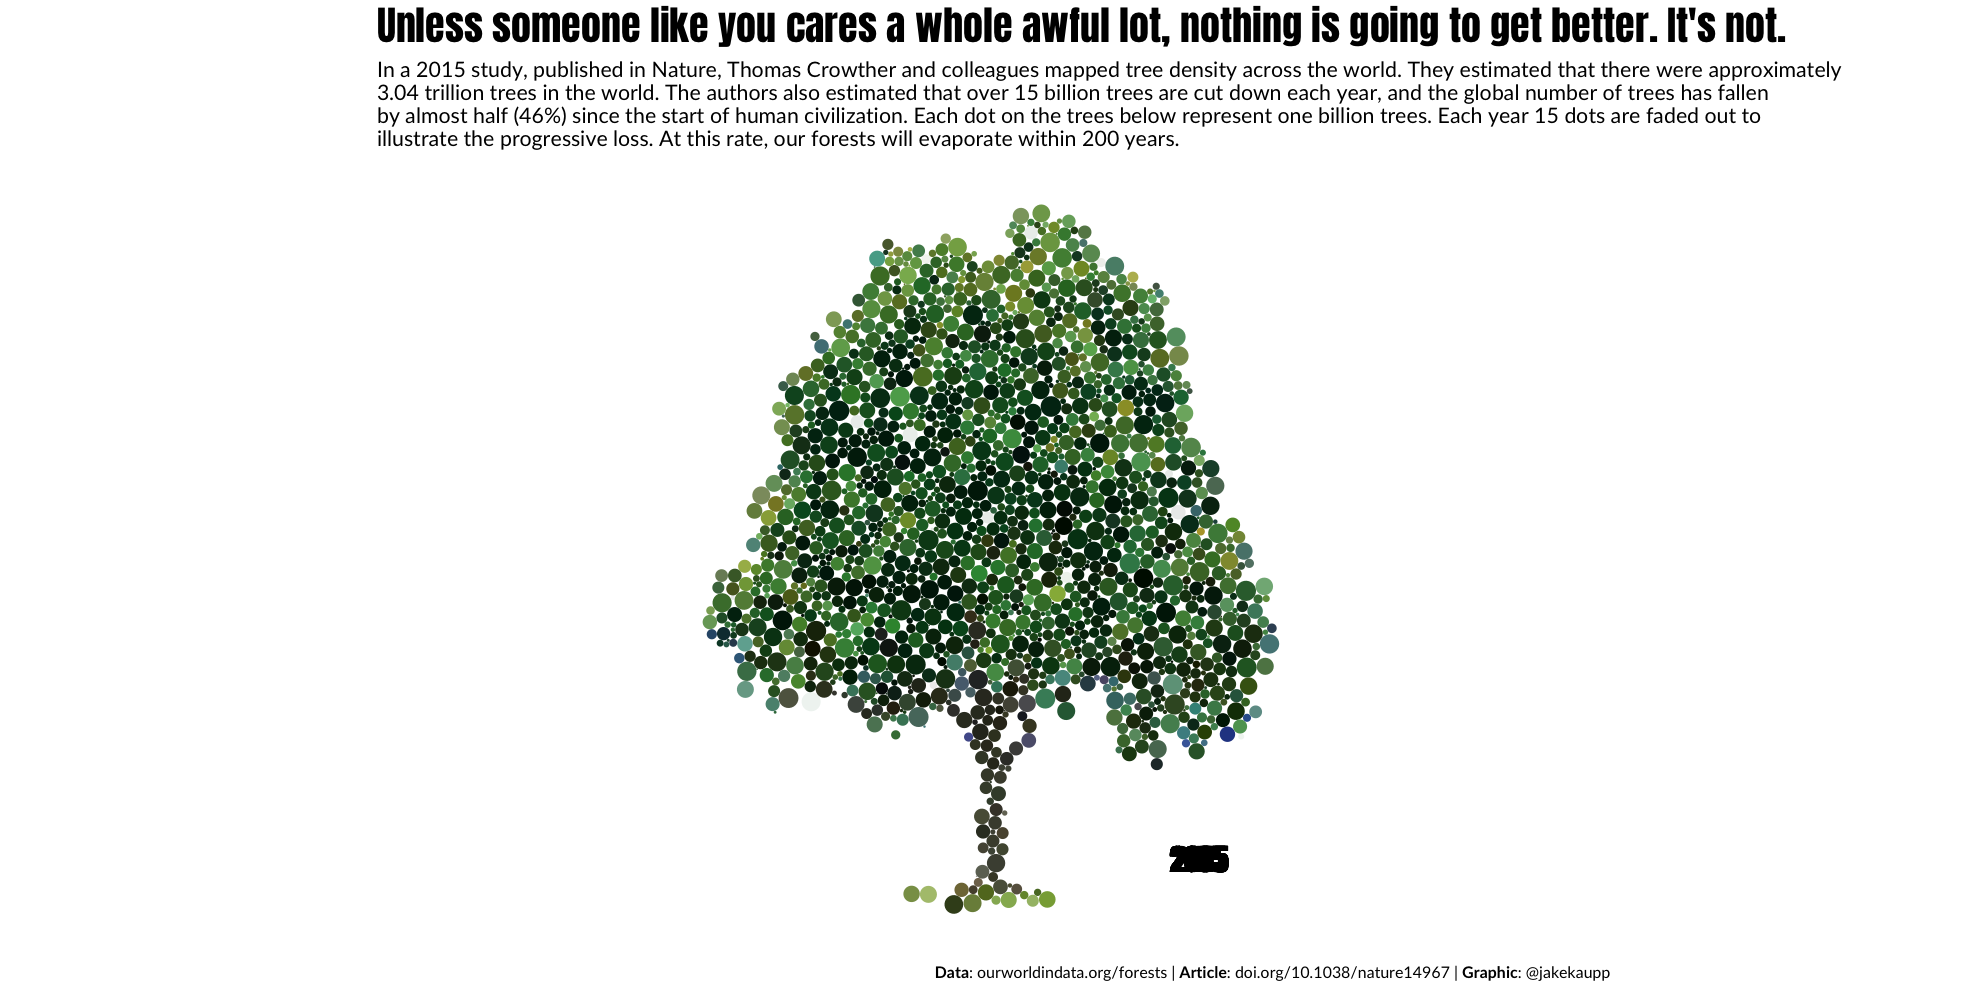 Unless someone like you cares a whole awful lot, nothing is going to get better. It's not.
In a 2015 study, published in Nature, Thomas Crowther and colleagues mapped tree density across the world. They estimated that there were approximately
3.04 trillion trees in the world. The authors also estimated that over 15 billion trees are cut down each year, and the global number of trees has fallen
by almost half (46%) since the start of human civilization. Each dot on the trees below represent one billion trees. Each year 15 dots are faded out to
illustrate the progressive loss. At this rate, our forests will evaporate within 200 years.
Data: ourworldindata.org/forests | Article: doi.org/10.1038/nature14967 | Graphic: @jakekaupp